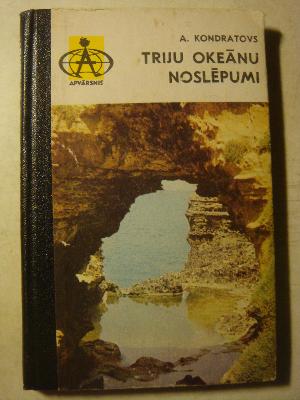 A. KONDRATOVS
TRIJU OKEĀNU
NOSLĒPUMI
A
APVĀRSNIS